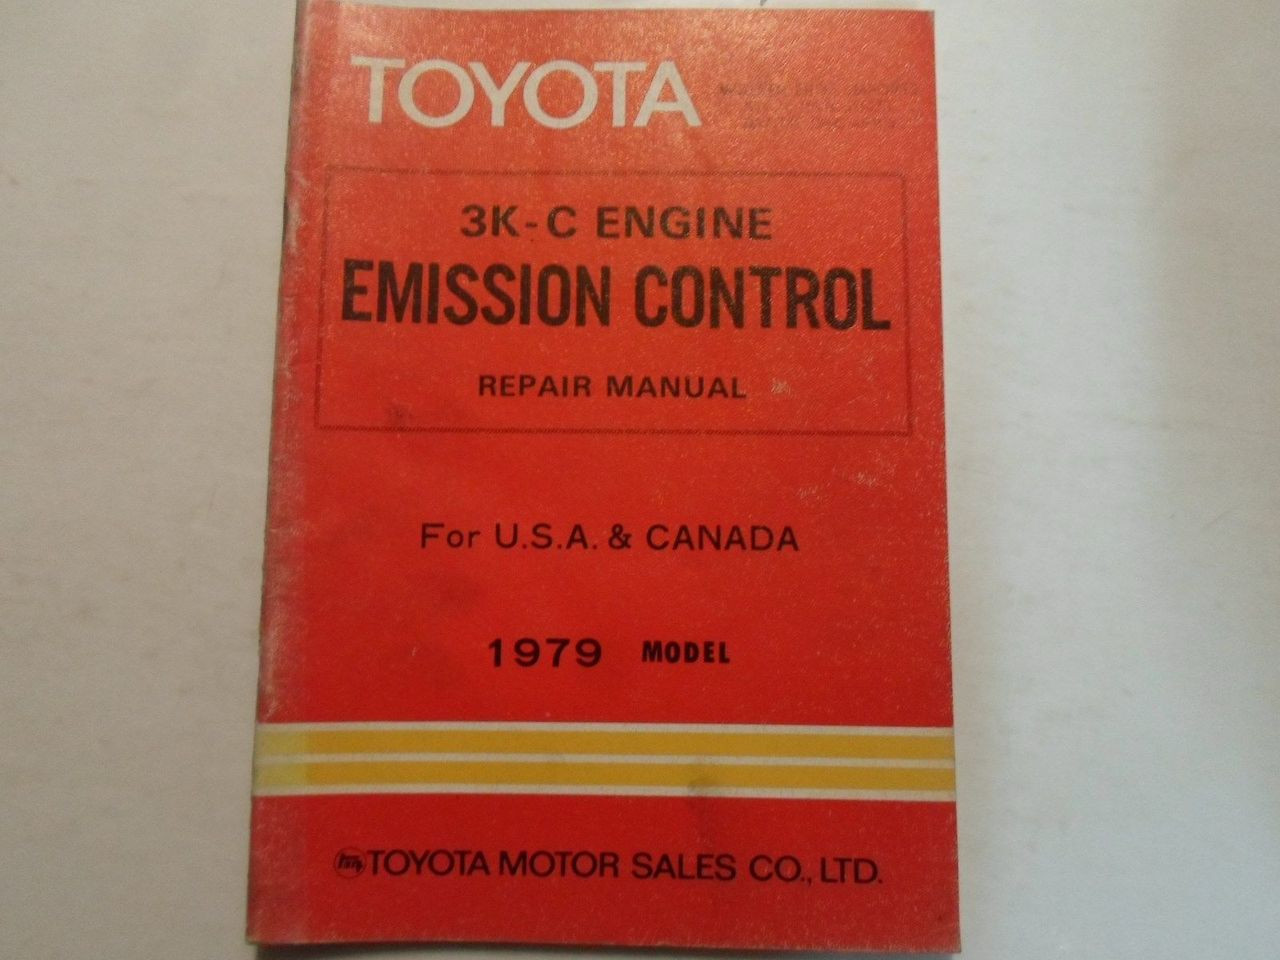 TOYOTA
3K-C ENGINE
EMISSION CONTROL
REPAIR MANUAL
For U.S.A. & CANADA
1979 MODEL
TOYOTA MOTOR SALES CO., LTD.